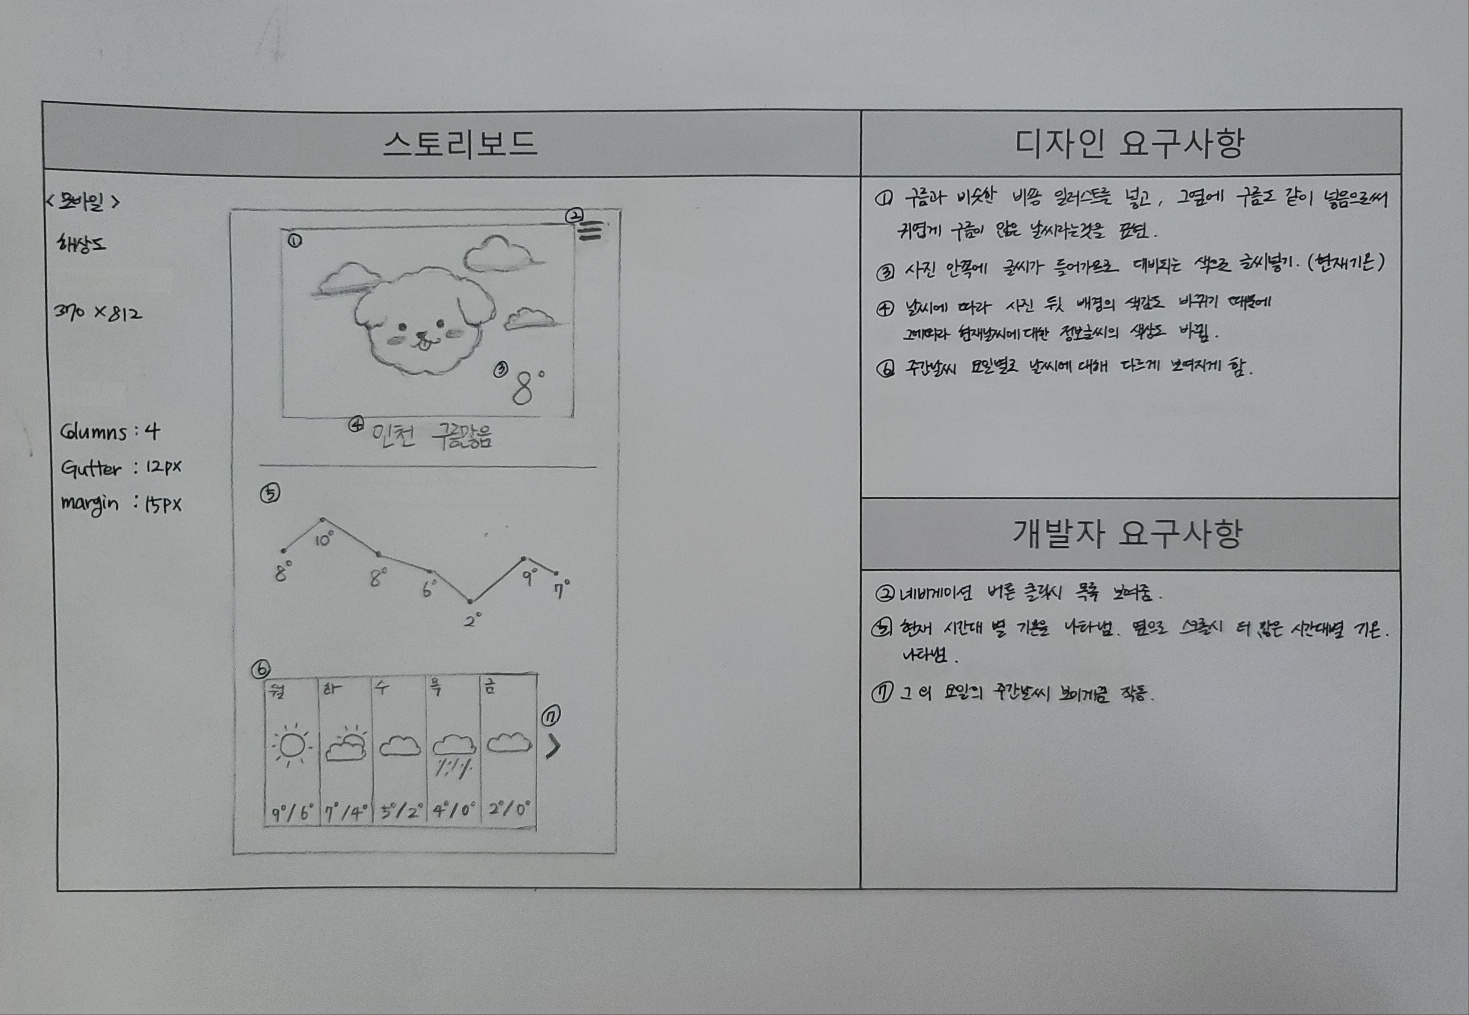 스토리보드
<모바일>
해상도
370 × 812
Columns : 4
Gutter : 12px
margin : 15px
①
②
③
8°
④ 인천 구름많음
⑤
8° 10° 8° 6° 2° 9° 7°
⑥
월 화 수 목 금
⑦
9°/6° 7°/4° 5°/2° 4°/0° 2°/0°
디자인 요구사항
① 구름과 비슷한 비숑 일러스트를 넣고, 그옆에 구름도 같이 넣음으로써
귀엽게 구름이 많은 날씨라는것을 표현.
③ 사진 안쪽에 글씨가 들어가므로 대비되는 색으로 글씨넣기. (현재기온)
④ 날씨에 따라 사진 뒷 배경의 색감도 바뀌기 때문에
그에따라 현재날씨에 대한 정보글씨의 색상도 바뀜.
⑥ 주간날씨 요일별로 날씨에 대해 다르게 보여지게 함.
개발자 요구사항
② 네비게이션 버튼 클릭시 목록 보여줌.
⑤ 현재 시간대 별 기온을 나타냄. 옆으로 스크롤시 더 많은 시간대별 기온.
나타냄.
⑦ 그 외 요일의 주간날씨 보이게끔 작동.